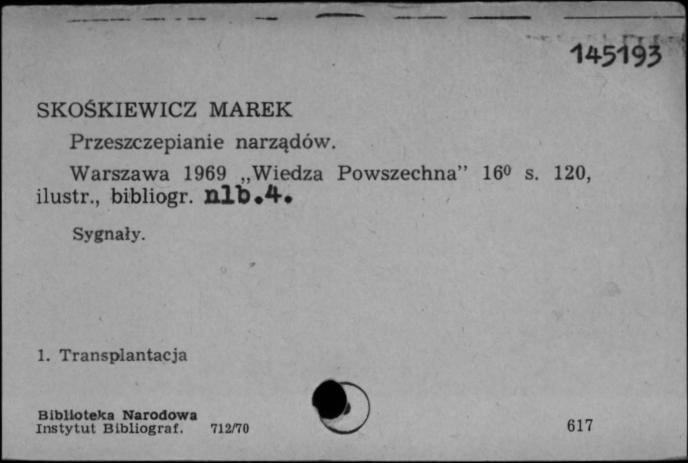 145193
SKOŚKIEWICZ MAREK
Przeszczepianie narządów.
Warszawa 1969 „Wiedza Powszechna” 16⁰ s. 120,
ilustr., bibliogr. nlb.4.
Sygnały.
1. Transplantacja
Biblioteka Narodowa
Instytut Bibliograf. 712/70
617